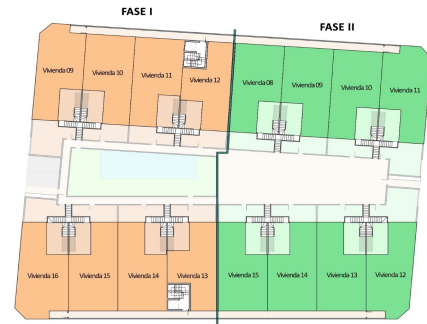 FASE I
FASE II
Vivienda 09
Vivienda 10
Vivienda 11
Vivienda 12
Vivienda 08
Vivienda 09
Vivienda 10
Vivienda 11
Vivienda 16
Vivienda 15
Vivienda 14
Vivienda 13
Vivienda 15
Vivienda 14
Vivienda 13
Vivienda 12